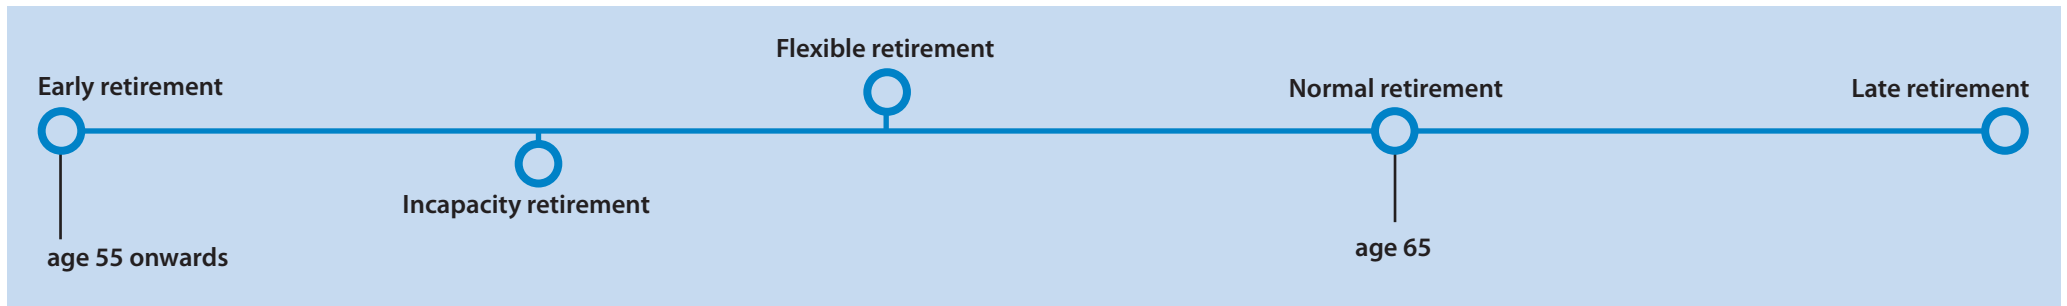 Early retirement
Incapacity retirement
Flexible retirement
Normal retirement
Late retirement
age 55 onwards
age 65